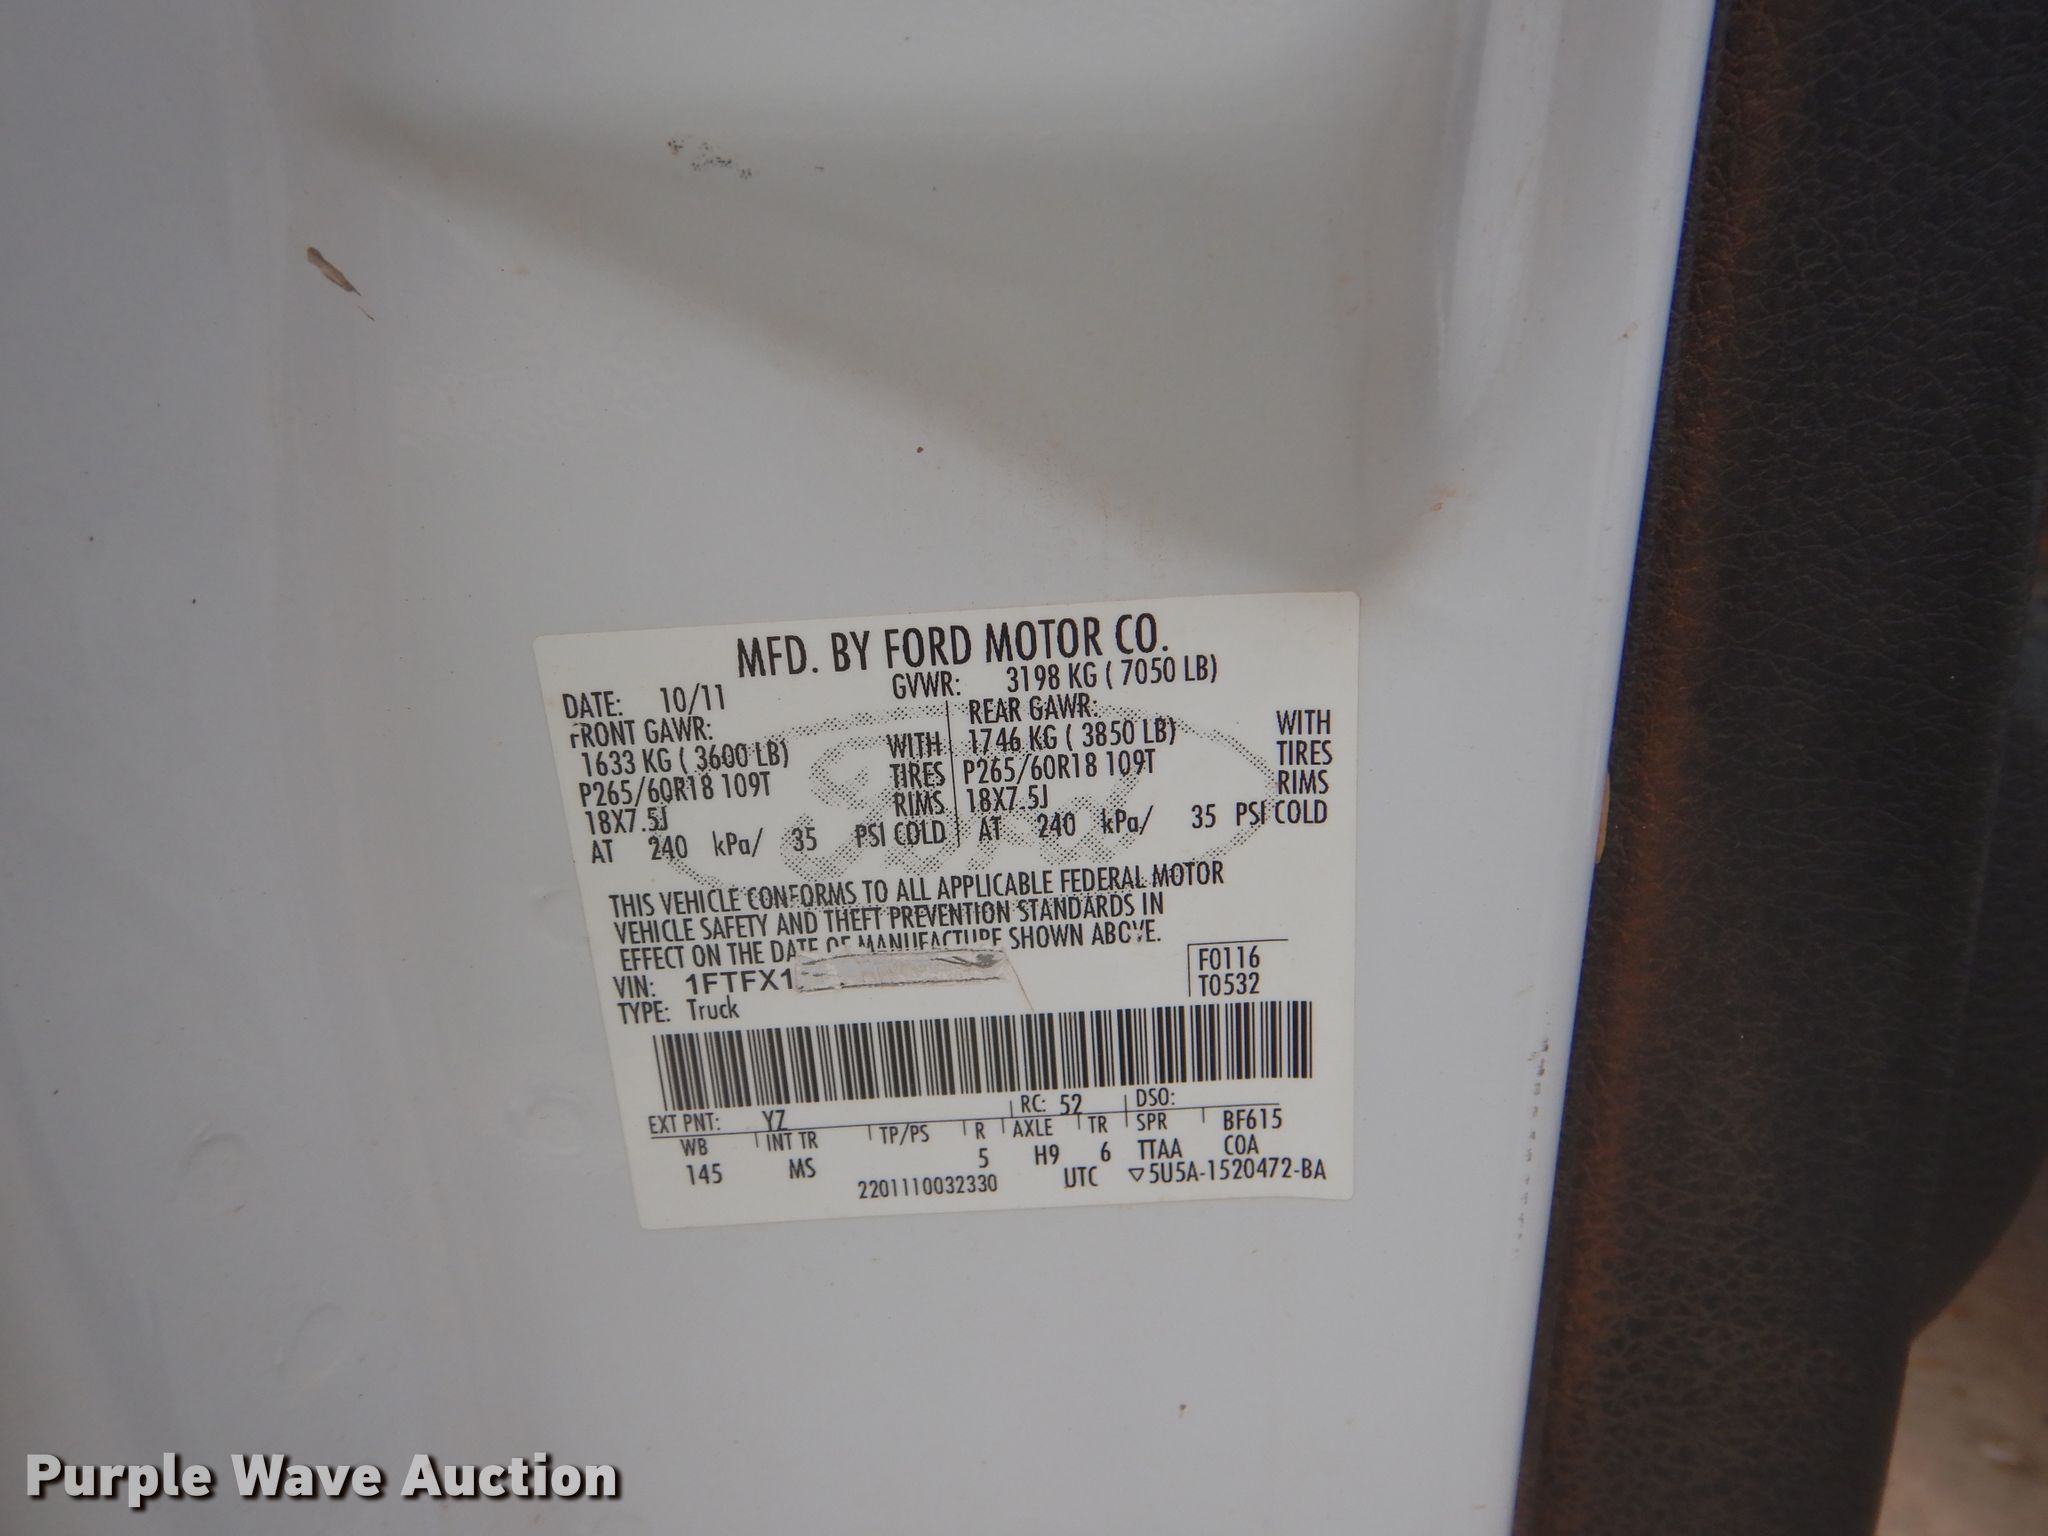 MFD. BY FORD MOTOR CO.
DATE: 10/11 GVWR: 3198 KG ( 7050 LB)
FRONT GAWR: REAR GAWR:
1633 KG ( 3600 LB) WITH 1746 KG ( 3850 LB) WITH
P265/60R18 109T TIRES P265/60R18 109T TIRES
18X7.5J RIMS 18X7.5J RIMS
AT 240 kPa/ 35 PSI COLD AT 240 kPa/ 35 PSI COLD
Ford
THIS VEHICLE CONFORMS TO ALL APPLICABLE FEDERAL MOTOR
VEHICLE SAFETY AND THEFT PREVENTION STANDARDS IN
EFFECT ON THE DATE OF MANUFACTURE SHOWN ABOVE.
VIN: 1FTFX1 F0116
TYPE: Truck T0532
EXT PNT: YZ RC: 52 DSO:
WB INT TR TP/PS R AXLE TR SPR BF615
145 MS 5 H9 6 TTAA COA
2201110032330 UTC ▽5U5A-1520472-BA
Purple Wave Auction